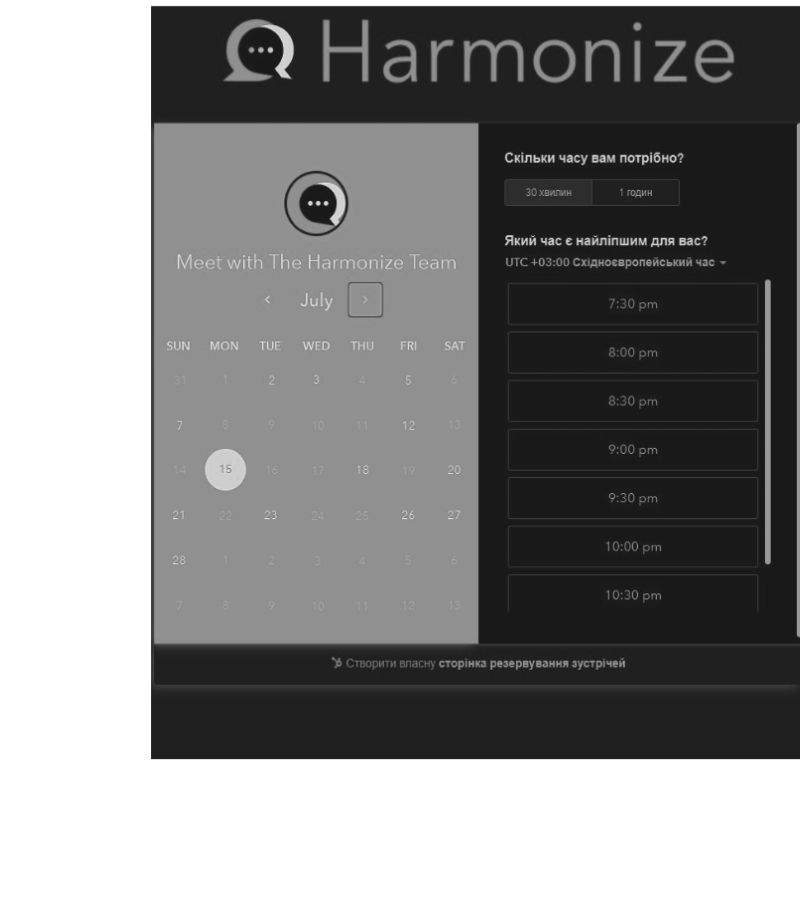 Harmonize
Meet with The Harmonize Team
July
SUN MON TUE WED THU FRI SAT
31 1 2 3 4 5 6
7 8 9 10 11 12 13
14 15 16 17 18 19 20
21 22 23 24 25 26 27
28 1 2 3 4 5 6
7 8 9 10 11 12 13
Скільки часу вам потрібно?
30 хвилин 1 годин
Який час є найліпшим для вас?
UTC +03:00 Східноєвропейський час
7:30 pm
8:00 pm
8:30 pm
9:00 pm
9:30 pm
10:00 pm
10:30 pm
Створити власну сторінка резервування зустрічей